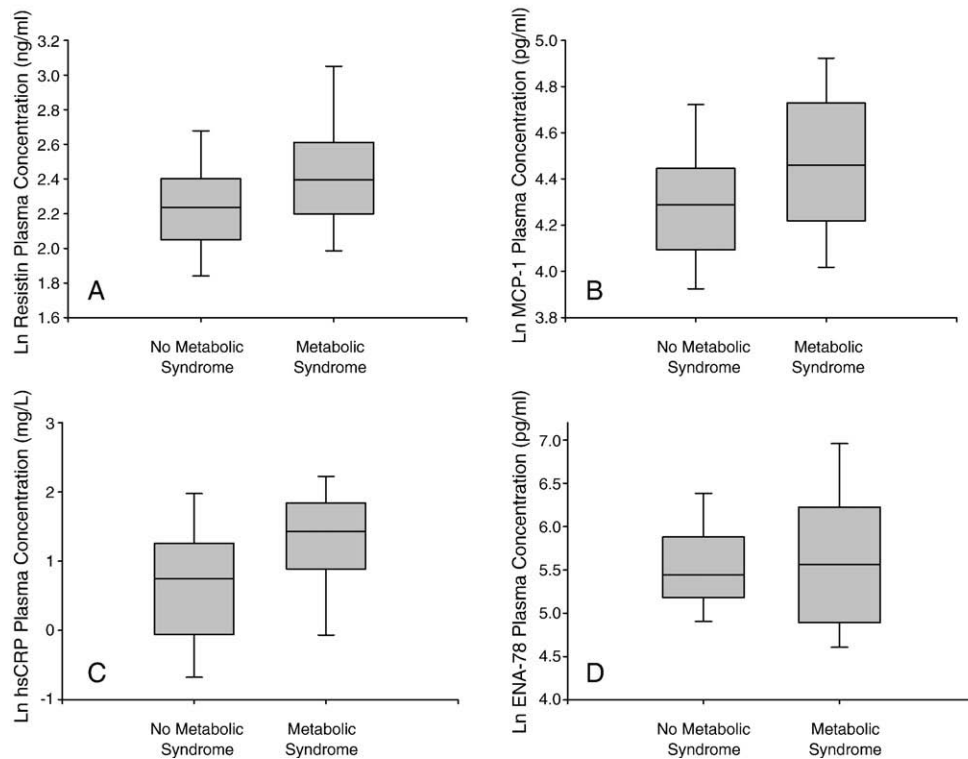 Ln Resistin Plasma Concentration (ng/ml)
3.2
3.0
2.8
2.6
2.4
2.2
2.0
1.8
1.6
A
No Metabolic
Syndrome
Metabolic
Syndrome
Ln MCP-1 Plasma Concentration (pg/ml)
5.0
4.8
4.6
4.4
4.2
4.0
3.8
B
No Metabolic
Syndrome
Metabolic
Syndrome
Ln hsCRP Plasma Concentration (mg/L)
3
2
1
0
-1
C
No Metabolic
Syndrome
Metabolic
Syndrome
Ln ENA-78 Plasma Concentration (pg/ml)
7.0
6.5
6.0
5.5
5.0
4.5
4.0
D
No Metabolic
Syndrome
Metabolic
Syndrome